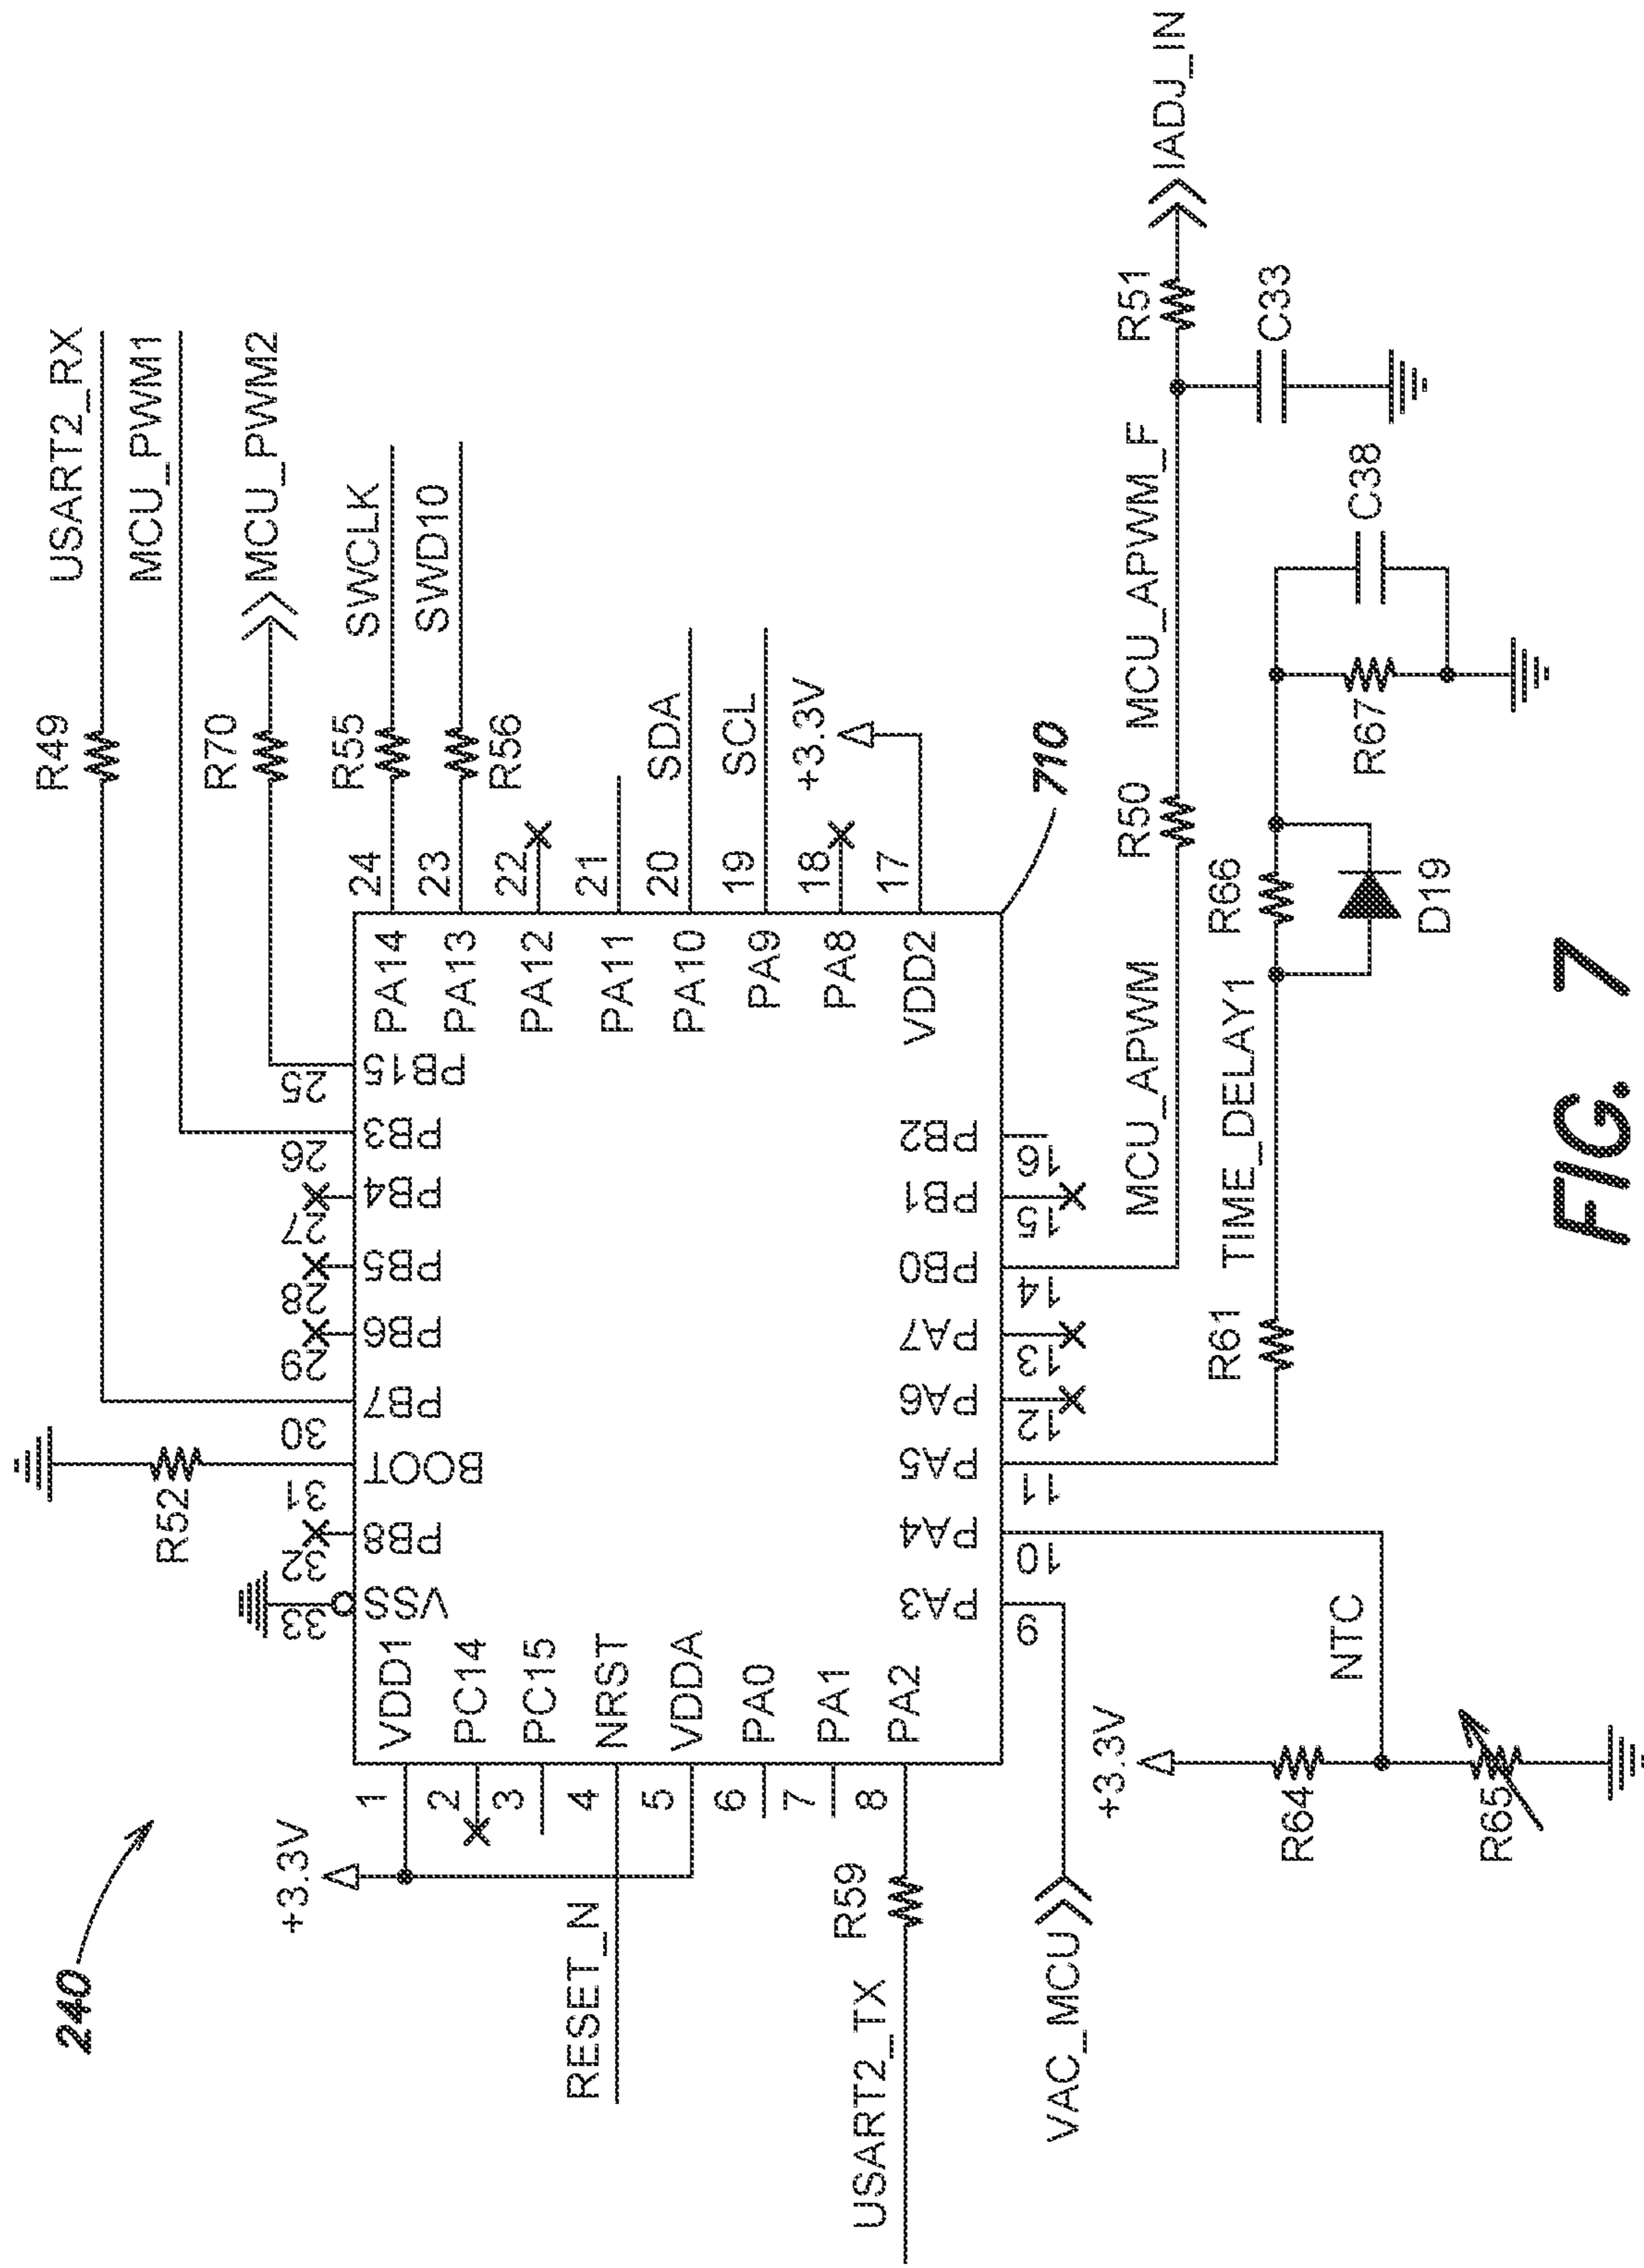 240
+3.3V
RESET_N
USART2_TX
R59
VAC_MCU
+3.3V
R64
R65
NTC
1
2
3
4
5
6
7
8
VDD1
PC14
PC15
NRST
VDDA
PA0
PA1
PA2
33
32
31
30
29
28
27
26
25
VSS
PB8
BOOT
PB7
PB6
PB5
PB4
PB3
PB15
R52
R49
USART2_RX
MCU_PWM1
R70
MCU_PWM2
R55
SWCLK
SWD10
R56
PA14
PA13
PA12
PA11
PA10
PA9
PA8
VDD2
24
23
22
21
20
19
18
17
SDA
SCL
+3.3V
710
PA3
PA4
PA5
PA6
PA7
PB0
PB1
PB2
9
10
11
12
13
14
15
16
MCU_APWM
R50
MCU_APWM_F
R51
IADJ_IN
C33
R61
TIME_DELAY1
R66
D19
R67
C38
FIG. 7